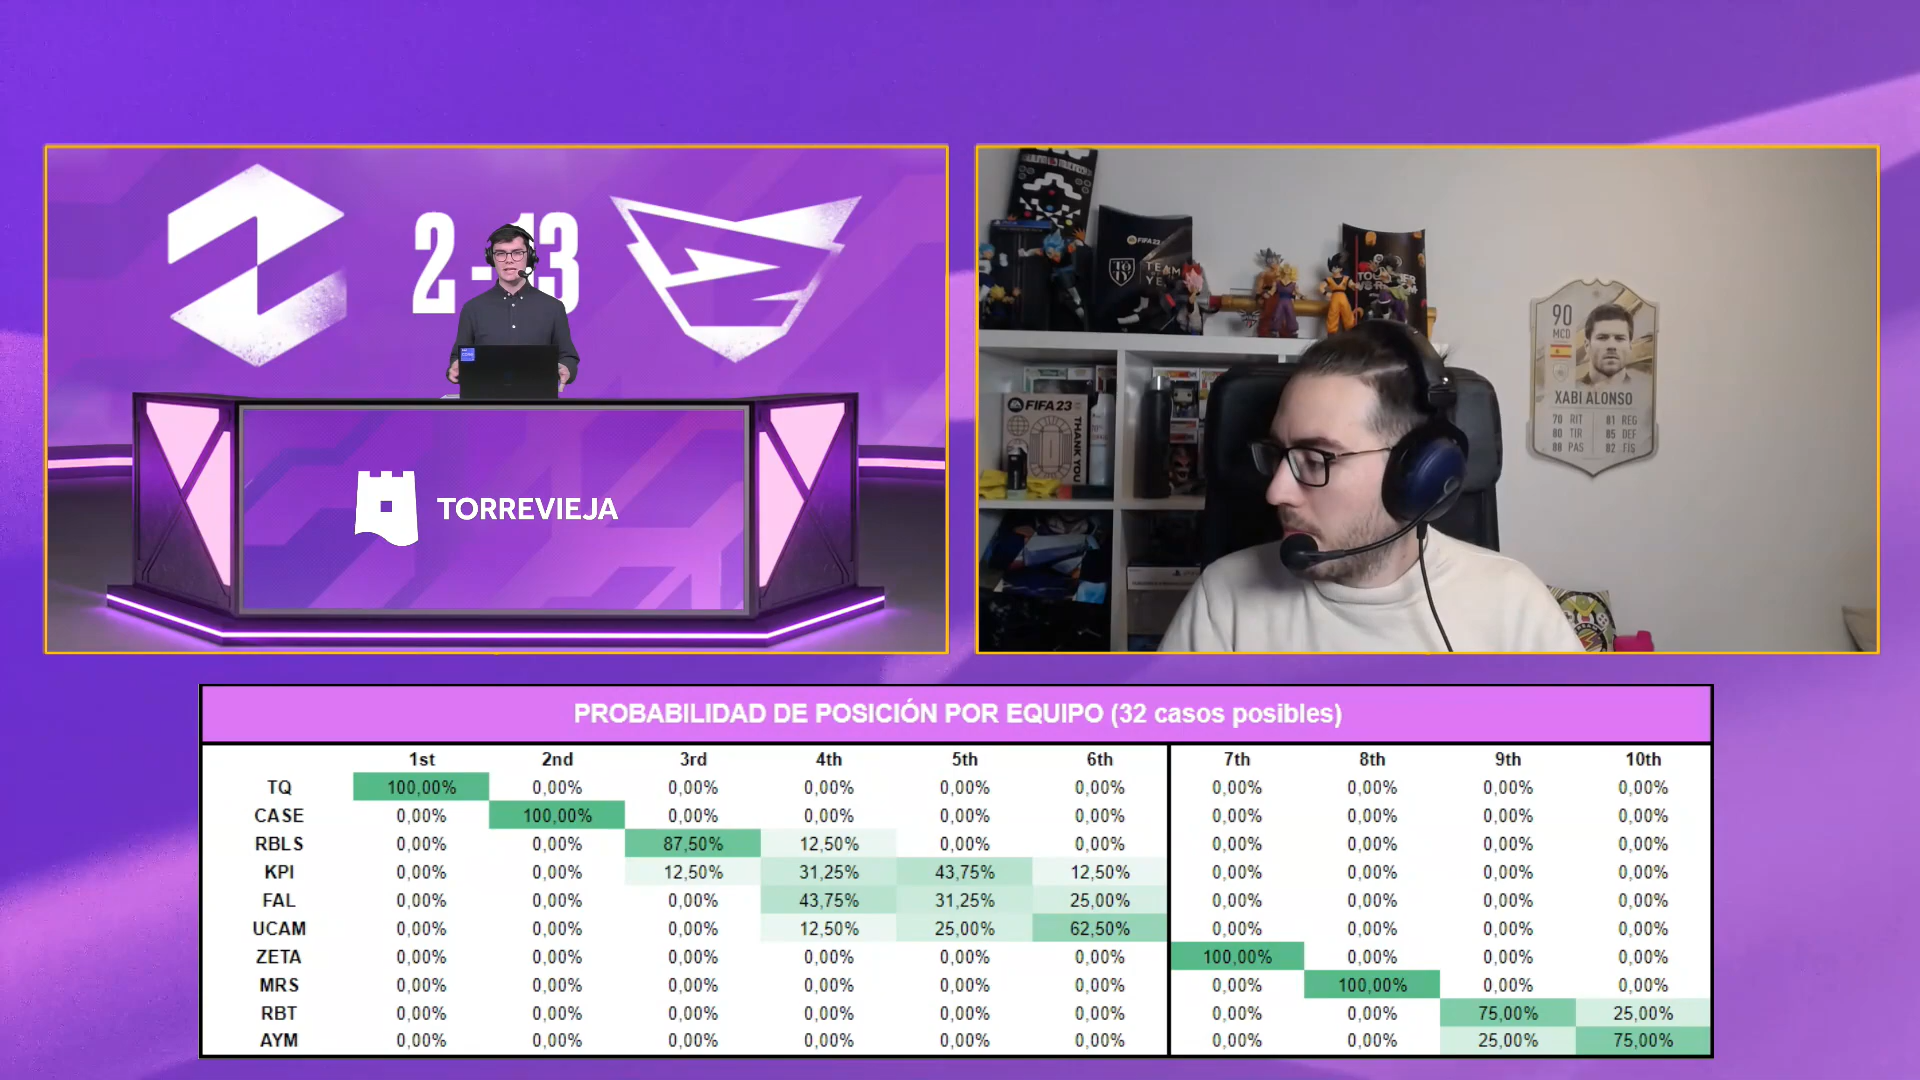 2 - 13
TORREVIEJA
FIFA 23
TEAM
FIFA 23
THANK YOU
90
MCD
XABI ALONSO
70 RIT 81 REG
80 TIR 85 DEF
88 PAS 82 FIS
PROBABILIDAD DE POSICIÓN POR EQUIPO (32 casos posibles)
1st 2nd 3rd 4th 5th 6th 7th 8th 9th 10th
TQ 100,00% 0,00% 0,00% 0,00% 0,00% 0,00% 0,00% 0,00% 0,00% 0,00%
CASE 0,00% 100,00% 0,00% 0,00% 0,00% 0,00% 0,00% 0,00% 0,00% 0,00%
RBLS 0,00% 0,00% 87,50% 12,50% 0,00% 0,00% 0,00% 0,00% 0,00% 0,00%
KPI 0,00% 0,00% 12,50% 31,25% 43,75% 12,50% 0,00% 0,00% 0,00% 0,00%
FAL 0,00% 0,00% 0,00% 43,75% 31,25% 25,00% 0,00% 0,00% 0,00% 0,00%
UCAM 0,00% 0,00% 0,00% 12,50% 25,00% 62,50% 0,00% 0,00% 0,00% 0,00%
ZETA 0,00% 0,00% 0,00% 0,00% 0,00% 0,00% 100,00% 0,00% 0,00% 0,00%
MRS 0,00% 0,00% 0,00% 0,00% 0,00% 0,00% 0,00% 100,00% 0,00% 0,00%
RBT 0,00% 0,00% 0,00% 0,00% 0,00% 0,00% 0,00% 0,00% 75,00% 25,00%
AYM 0,00% 0,00% 0,00% 0,00% 0,00% 0,00% 0,00% 0,00% 25,00% 75,00%